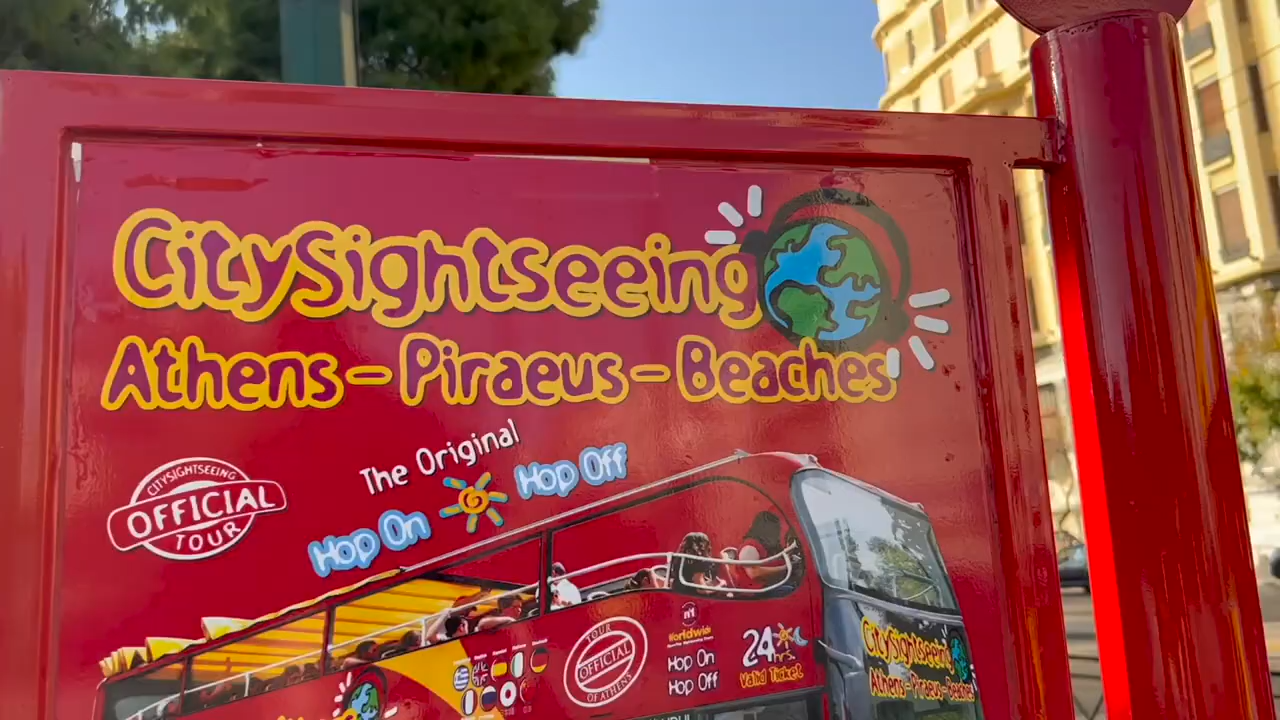 CitySightseeing
Athens - Piraeus - Beaches
The Original
Hop On Hop Off
CITYSIGHTSEEING
OFFICIAL
TOUR
TOUR
OFFICIAL
OF ATHENS
nº1
Worldwide
Hop On
Hop Off
24
Valid Ticket
CitySightseeing
Athens - Piraeus - Beaches